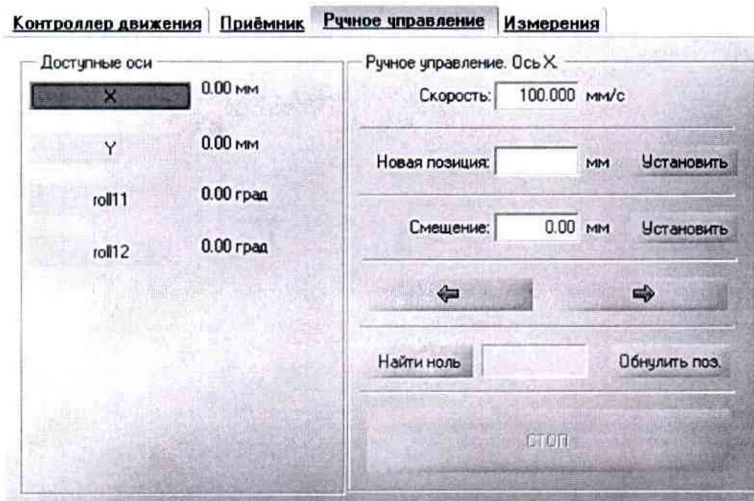 Контроллер движения Приёмник Ручное управление Измерения
Доступные оси
X 0.00 мм
Y 0.00 мм
roll11 0.00 град
roll12 0.00 град
Ручное управление. Ось X.
Скорость: 100.000 мм/с
Новая позиция: мм Установить
Смещение: 0.00 мм Установить
Найти ноль Обнулить поз.
СТОП